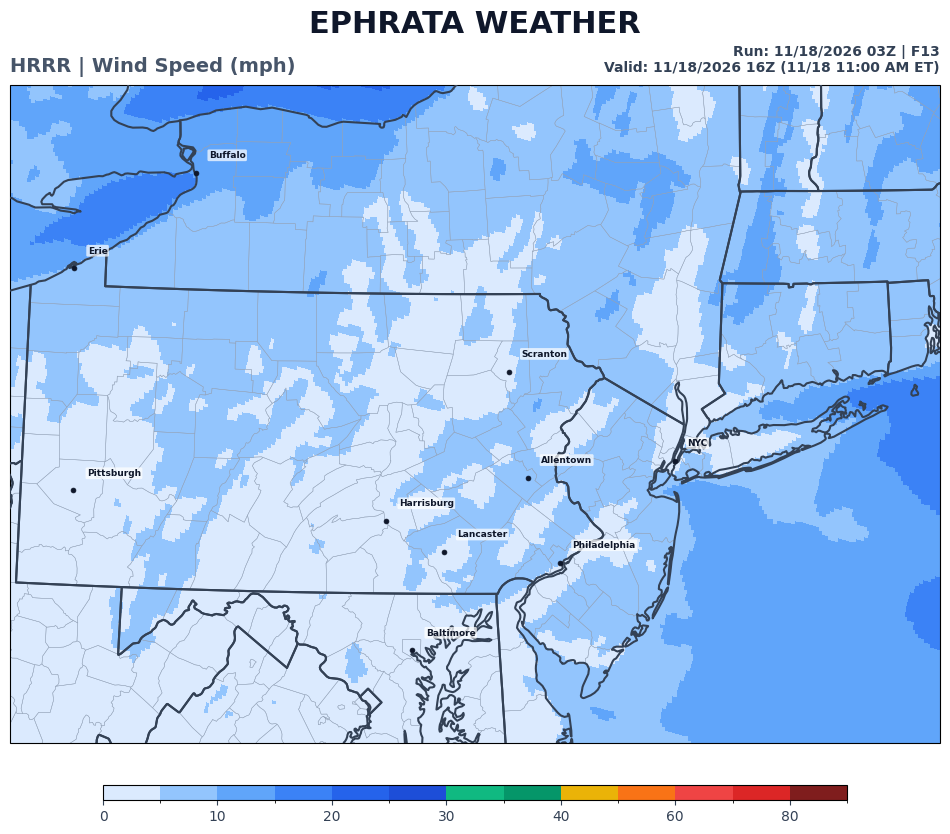 EPHRATA WEATHER
HRRR | Wind Speed (mph)
Run: 11/18/2026 03Z | F13
Valid: 11/18/2026 16Z (11/18 11:00 AM ET)
Buffalo
Erie
Scranton
NYC
Allentown
Pittsburgh
Harrisburg
Lancaster
Philadelphia
Baltimore
0 10 20 30 40 50 60 70 80